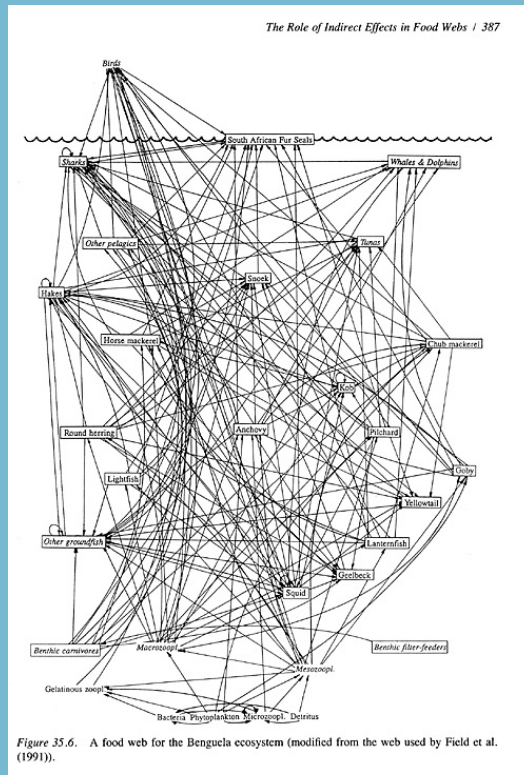 The Role of Indirect Effects in Food Webs / 387
Birds
South African Fur Seals
Sharks
Whales & Dolphins
Other pelagics
Tunas
Snoek
Hakes
Horse mackerel
Chub mackerel
Kob
Round herring
Anchovy
Pilchard
Goby
Lightfish
Yellowtail
Other groundfish
Lanternfish
Geelbeck
Squid
Benthic carnivores
Macrozoopl.
Benthic filter-feeders
Mesozoopl.
Gelatinous zoopl.
Bacteria Phytoplankton Microzoopl. Detritus
Figure 35.6. A food web for the Benguela ecosystem (modified from the web used by Field et al.
(1991)).